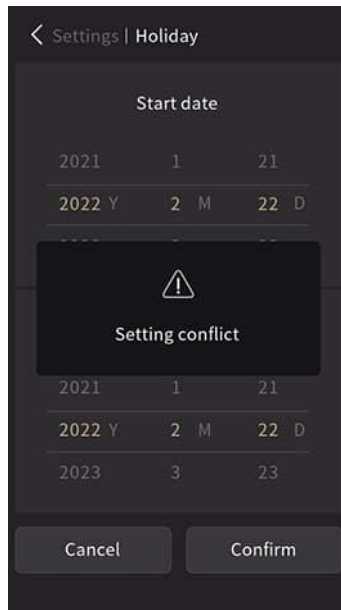 Settings | Holiday
Start date
2021 1 21
2022 Y 2 M 22 D
Setting conflict
2021 1 21
2022 Y 2 M 22 D
2023 3 23
Cancel Confirm